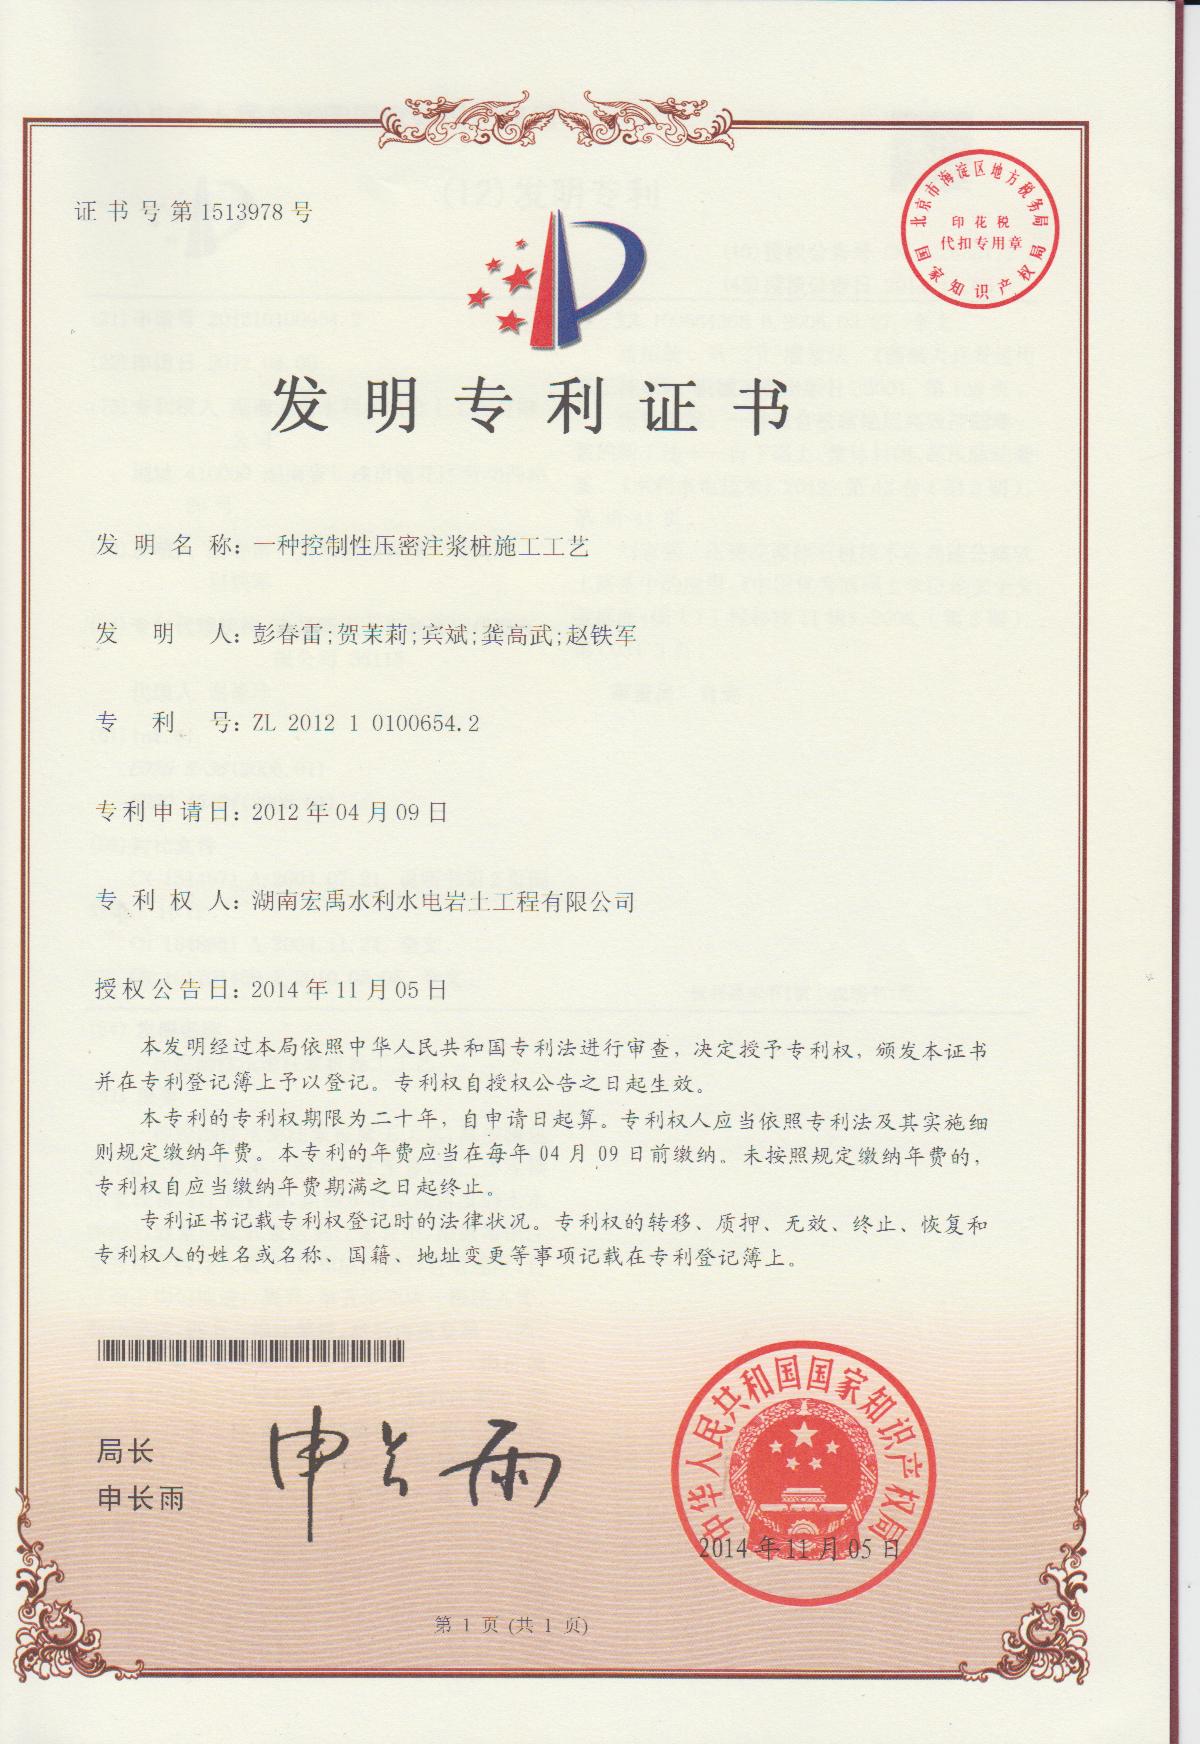 证书号第1513978号
北京市海淀区地方税务局
印花税
代扣专用章
国家知识产权局
发明专利证书
发明名称：一种控制性压密注浆桩施工工艺
发明人：彭春雷;贺茉莉;宾斌;龚高武;赵铁军
专利号：ZL 2012 1 0100654.2
专利申请日：2012年04月09日
专利权人：湖南宏禹水利水电岩土工程有限公司
授权公告日：2014年11月05日
本发明经过本局依照中华人民共和国专利法进行审查，决定授予专利权，颁发本证书
并在专利登记簿上予以登记。专利权自授权公告之日起生效。
本专利的专利权期限为二十年，自申请日起算。专利权人应当依照专利法及其实施细
则规定缴纳年费。本专利的年费应当在每年04月09日前缴纳。未按照规定缴纳年费的，
专利权自应当缴纳年费期满之日起终止。
专利证书记载专利权登记时的法律状况。专利权的转移、质押、无效、终止、恢复和
专利权人的姓名或名称、国籍、地址变更等事项记载在专利登记簿上。
局长
申长雨
申长雨
中华人民共和国国家知识产权局
2014年11月05日
第 1 页 (共 1 页)